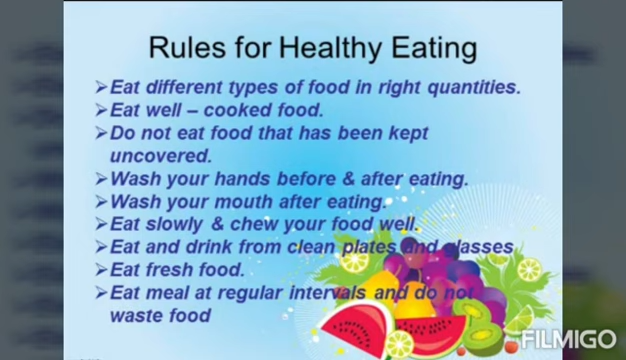 Rules for Healthy Eating
➢Eat different types of food in right quantities.
➢Eat well – cooked food.
➢Do not eat food that has been kept
uncovered.
➢Wash your hands before & after eating.
➢Wash your mouth after eating.
➢Eat slowly & chew your food well.
➢Eat and drink from clean plates and glasses
➢Eat fresh food.
➢Eat meal at regular intervals and do not
waste food
FILMIGO